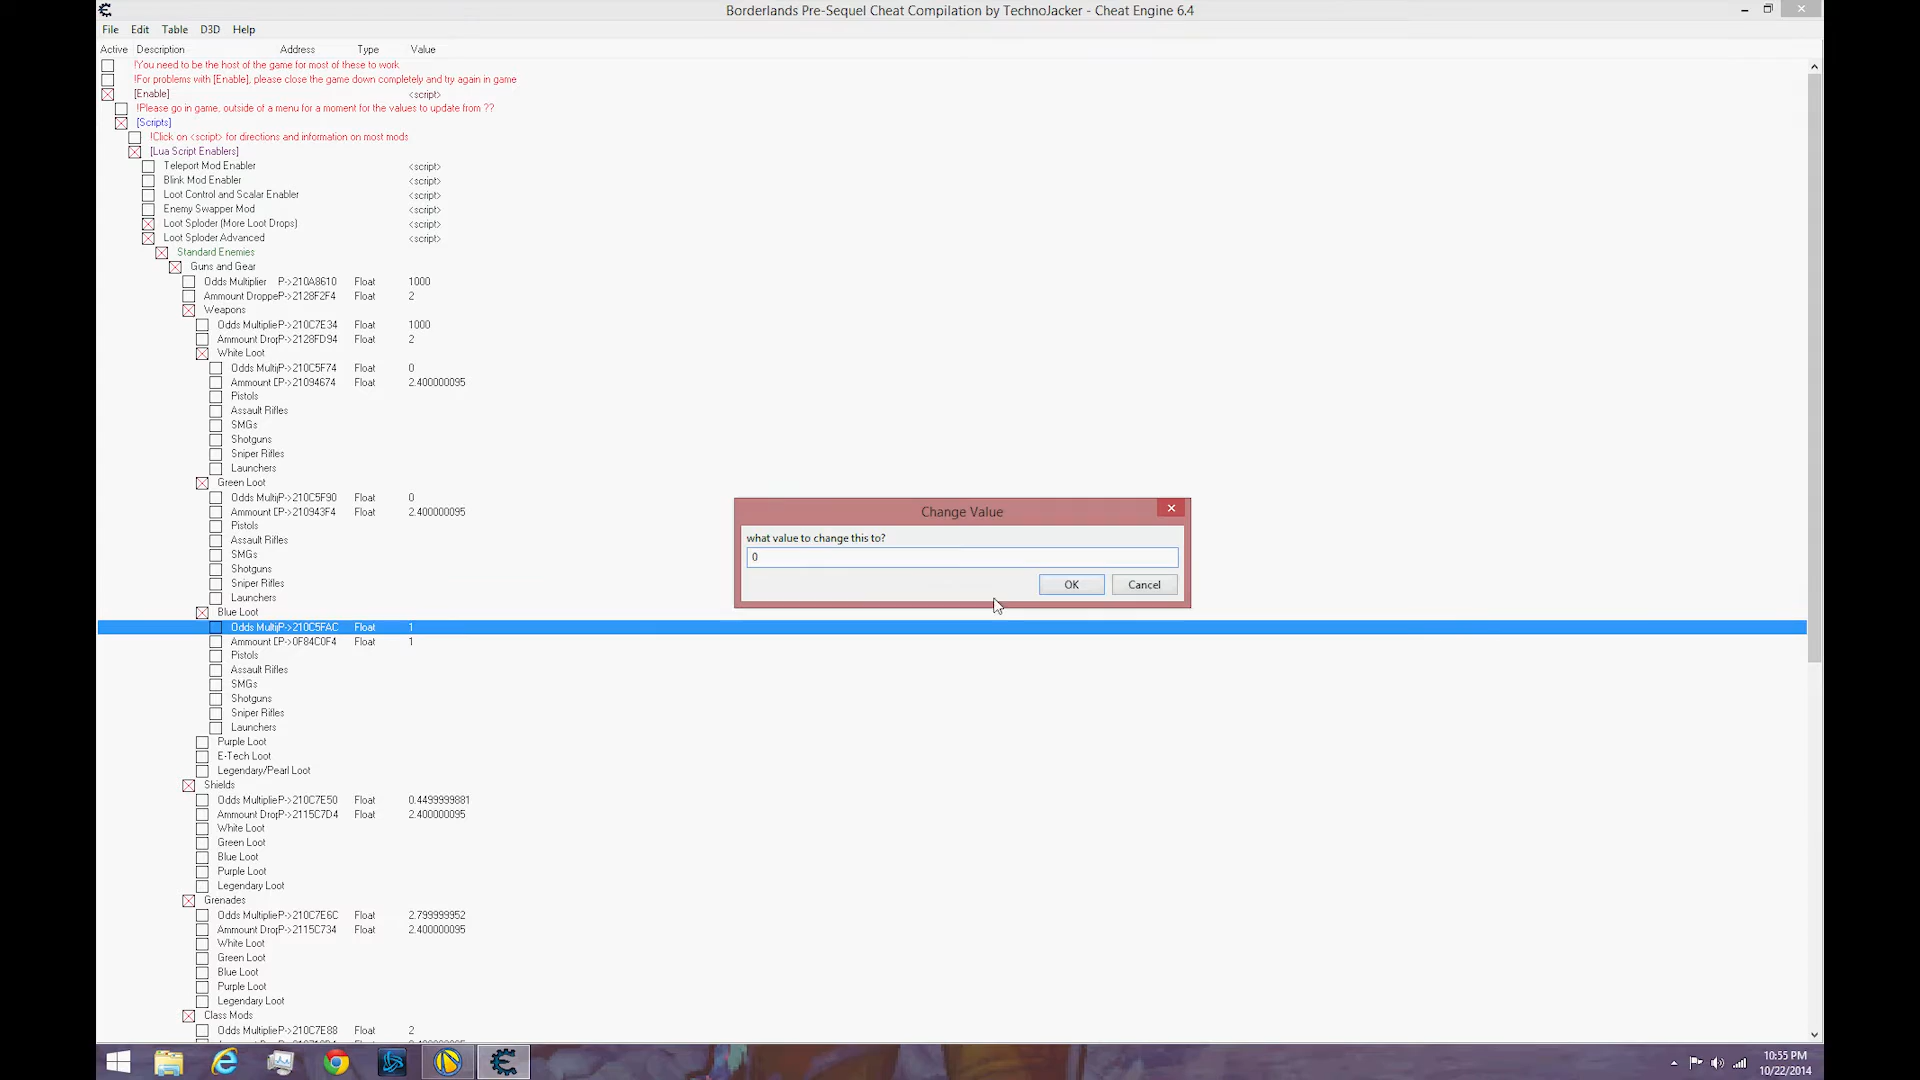 Borderlands Pre-Sequel Cheat Compilation by TechnoJacker - Cheat Engine 6.4
File Edit Table D3D Help
Active Description Address Type Value
!You need to be the host of the game for most of these to work
!For problems with [Enable], please close the game down completely and try again in game
[Enable] <script>
!Please go in game, outside of a menu for a moment for the values to update from ??
[Scripts]
!Click on <script> for directions and information on most mods
[Lua Script Enablers]
Teleport Mod Enabler <script>
Blink Mod Enabler <script>
Loot Control and Scalar Enabler <script>
Enemy Swapper Mod <script>
Loot Sploder (More Loot Drops) <script>
Loot Sploder Advanced <script>
Standard Enemies
Guns and Gear
Odds Multiplier P->210A8610 Float 1000
Ammount DroppeP->2128F2F4 Float 2
Weapons
Odds MultiplieP->210C7E34 Float 1000
Ammount DropP->2128FD94 Float 2
White Loot
Odds MultipP->210C5F74 Float 0
Ammount DP->21094674 Float 2.400000095
Pistols
Assault Rifles
SMGs
Shotguns
Sniper Rifles
Launchers
Green Loot
Odds MultipP->210C5F90 Float 0
Ammount DP->210943F4 Float 2.400000095
Pistols
Assault Rifles
SMGs
Shotguns
Sniper Rifles
Launchers
Blue Loot
Odds MultipP->210C5FAC Float 1
Ammount DP->0F84C0F4 Float 1
Pistols
Assault Rifles
SMGs
Shotguns
Sniper Rifles
Launchers
Purple Loot
E-Tech Loot
Legendary/Pearl Loot
Shields
Odds MultiplieP->210C7E50 Float 0.4499999881
Ammount DropP->2115C7D4 Float 2.400000095
White Loot
Green Loot
Blue Loot
Purple Loot
Legendary Loot
Grenades
Odds MultiplieP->210C7E6C Float 2.799999952
Ammount DropP->2115C734 Float 2.400000095
White Loot
Green Loot
Blue Loot
Purple Loot
Legendary Loot
Class Mods
Odds MultiplieP->210C7E88 Float 2
Change Value
what value to change this to?
0
OK Cancel
10:55 PM
10/22/2014